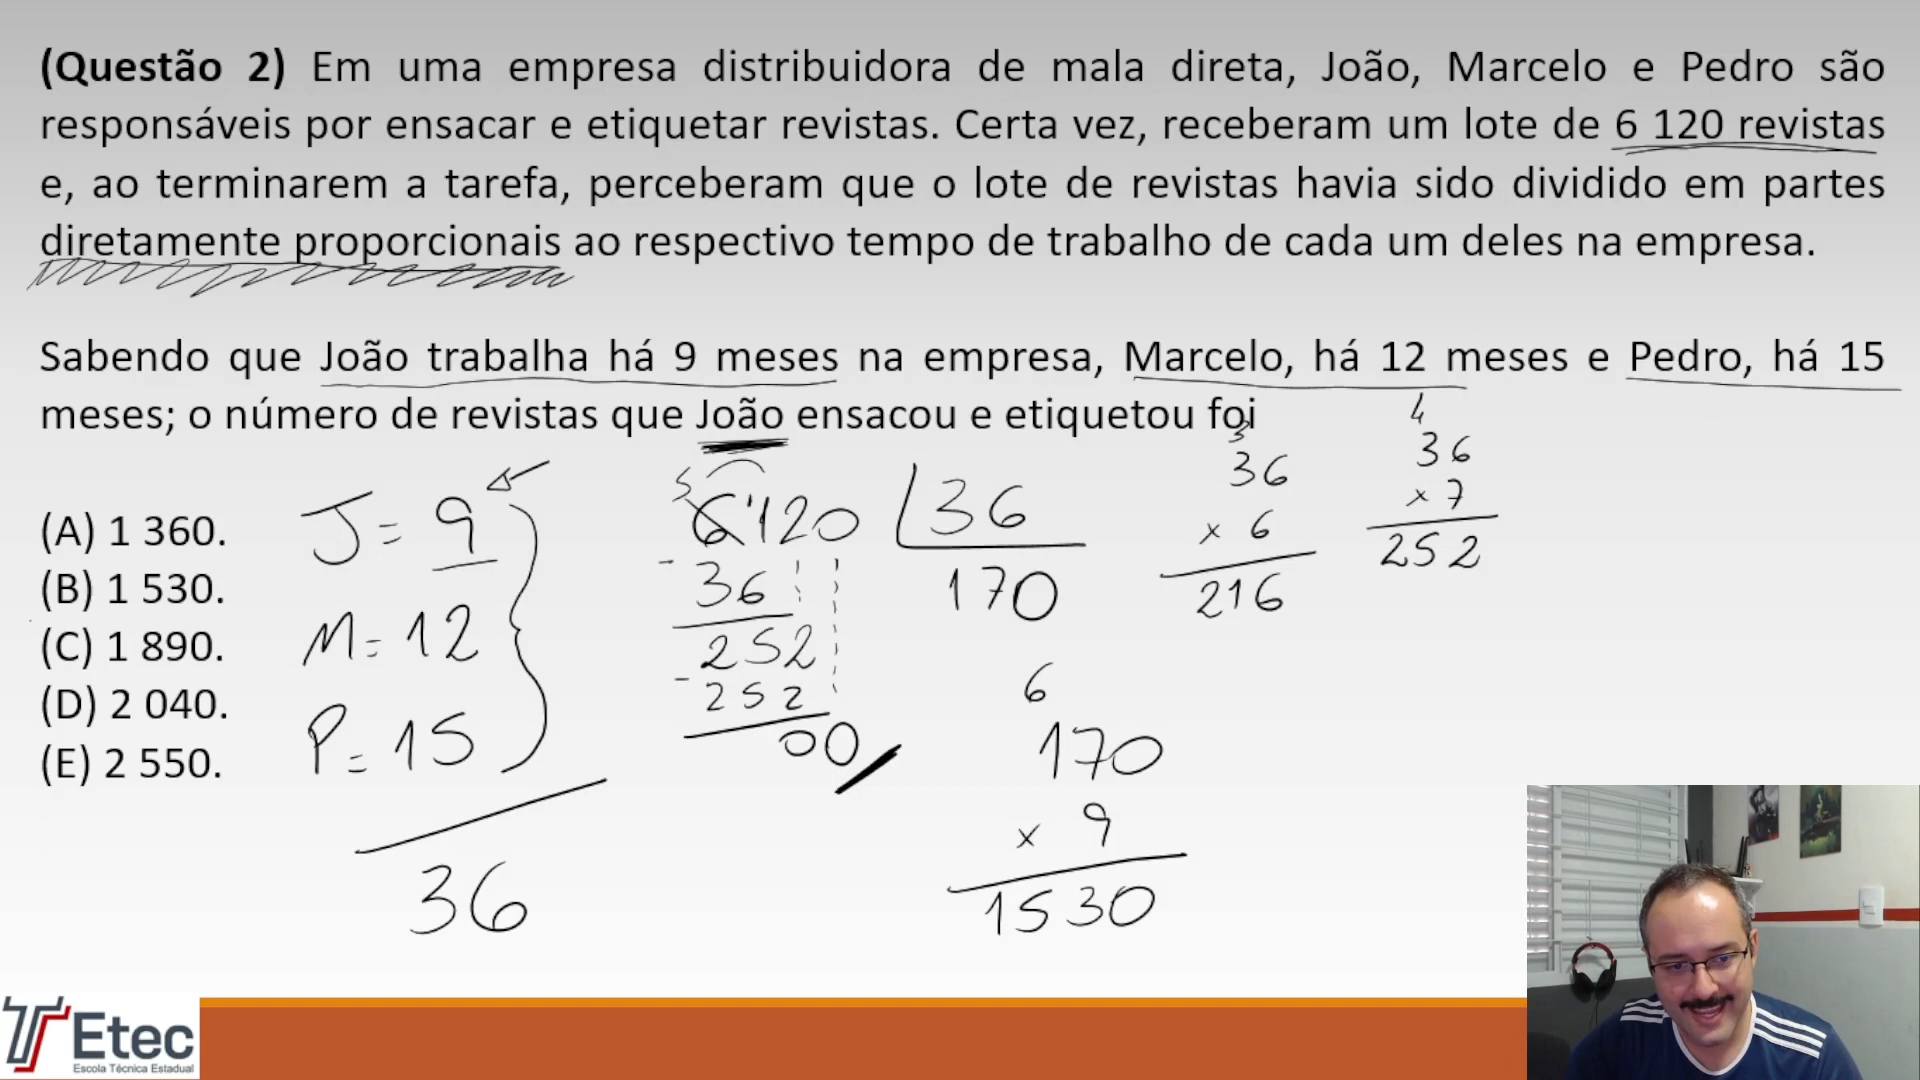 (Questão 2) Em uma empresa distribuidora de mala direta, João, Marcelo e Pedro são
responsáveis por ensacar e etiquetar revistas. Certa vez, receberam um lote de 6 120 revistas
e, ao terminarem a tarefa, perceberam que o lote de revistas havia sido dividido em partes
diretamente proporcionais ao respectivo tempo de trabalho de cada um deles na empresa.
Sabendo que João trabalha há 9 meses na empresa, Marcelo, há 12 meses e Pedro, há 15
meses; o número de revistas que João ensacou e etiquetou foi
(A) 1 360.
(B) 1 530.
(C) 1 890.
(D) 2 040.
(E) 2 550.
J = 9
M = 12
P = 15
36
5
6120 36
- 36
170
252
- 252
00
3
36
x 6
216
4
36
x 7
252
6
170
x 9
1530
Etec
Escola Técnica Estadual